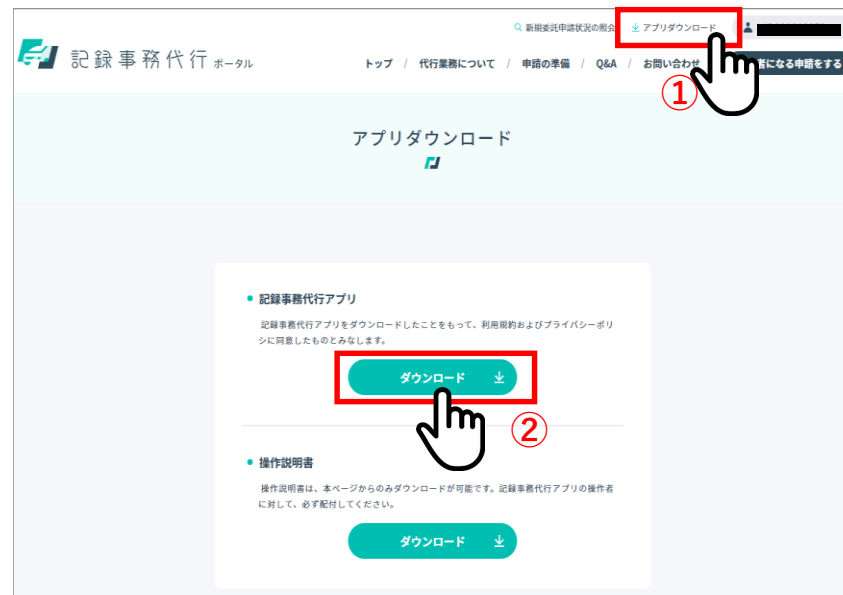 新規委託申請状況の照会 アプリダウンロード
記録事務代行ポータル
トップ / 代行業務について / 申請の準備 / Q&A / お問い合わせ 者になる申請をする
①
アプリダウンロード
記録事務代行アプリ
記録事務代行アプリをダウンロードしたことをもって、利用規約およびプライバシーポリ
シに同意したものとみなします。
ダウンロード
②
操作説明書
操作説明書は、本ページからのみダウンロードが可能です。記録事務代行アプリの操作者
に対して、必ず配付してください。
ダウンロード